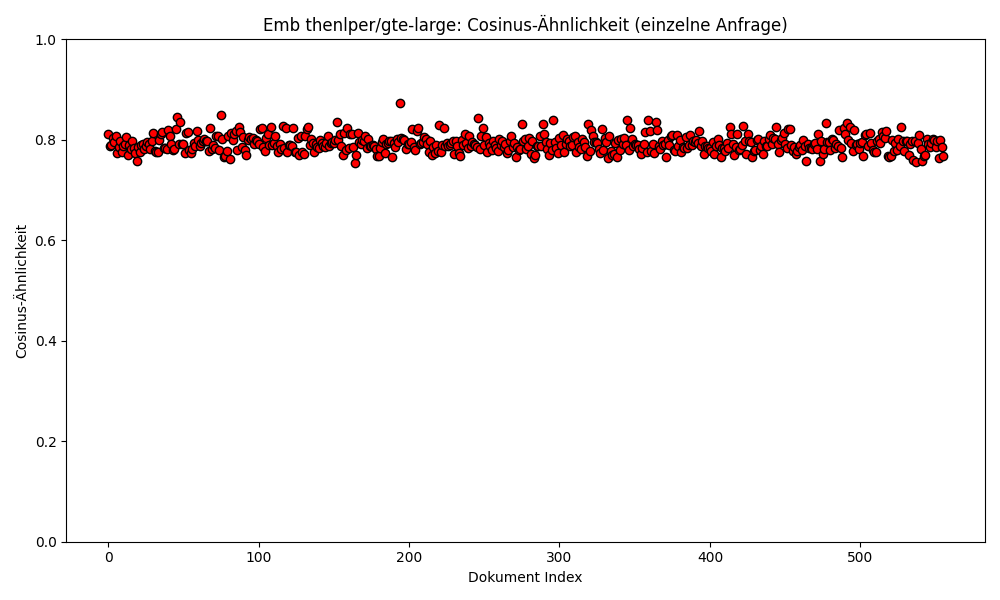 Emb thenlper/gte-large: Cosinus-Ähnlichkeit (einzelne Anfrage)
1.0
0.8
0.6
0.4
0.2
0.0
Cosinus-Ähnlichkeit
0 100 200 300 400 500
Dokument Index